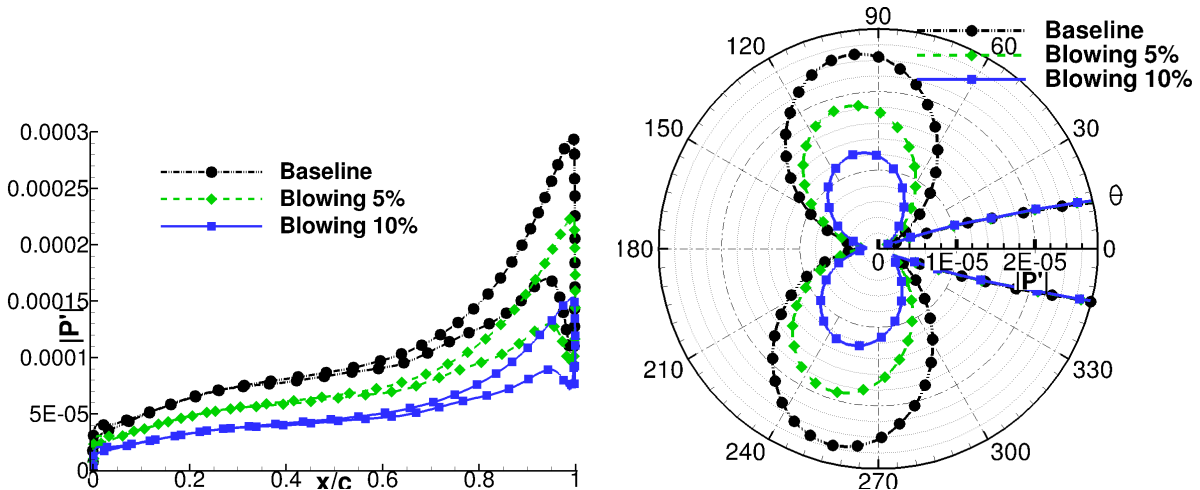 0.0003
0.00025
0.0002
0.00015
0.0001
5E-05
0
|P'|
0
0.2
0.4
x/c
0.6
0.8
1
Baseline
Blowing 5%
Blowing 10%
90
120
60
Baseline
Blowing 5%
Blowing 10%
150
30
θ
180
0
0 1E-05 2E-05
|P'|
210
330
240
300
270